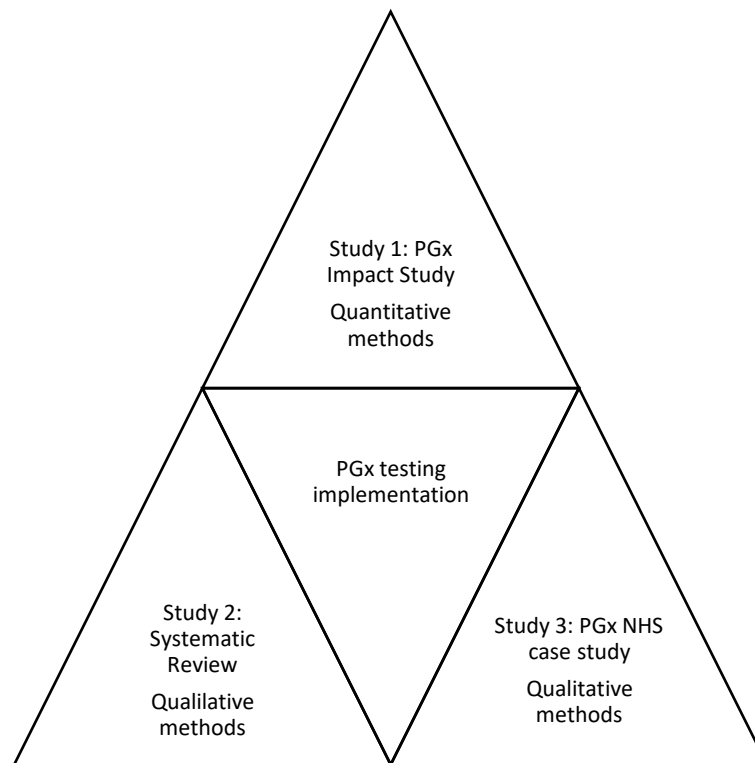 Study 1: PGx
Impact Study
Quantitative
methods
PGx testing
implementation
Study 2:
Systematic
Review
Qualilative
methods
Study 3: PGx NHS
case study
Qualitative
methods